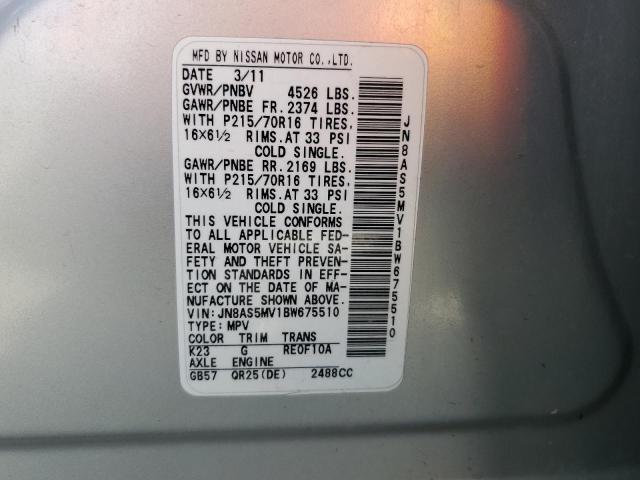 MFD BY NISSAN MOTOR CO.,LTD.
DATE 3/11
GVWR/PNBV 4526 LBS.
GAWR/PNBE FR. 2374 LBS.
WITH P215/70R16 TIRES,
16×6½ RIMS. AT 33 PSI
COLD SINGLE.
GAWR/PNBE RR. 2169 LBS.
WITH P215/70R16 TIRES,
16×6½ RIMS. AT 33 PSI
COLD SINGLE.
THIS VEHICLE CONFORMS
TO ALL APPLICABLE FED-
ERAL MOTOR VEHICLE SA-
FETY AND THEFT PREVEN-
TION STANDARDS IN EFF-
ECT ON THE DATE OF MA-
NUFACTURE SHOWN ABOVE.
VIN: JN8AS5MV1BW675510
TYPE: MPV
COLOR TRIM TRANS
K23 G RE0F10A
AXLE ENGINE
GB57 QR25(DE) 2488CC
JN8AS5MV1BW675510